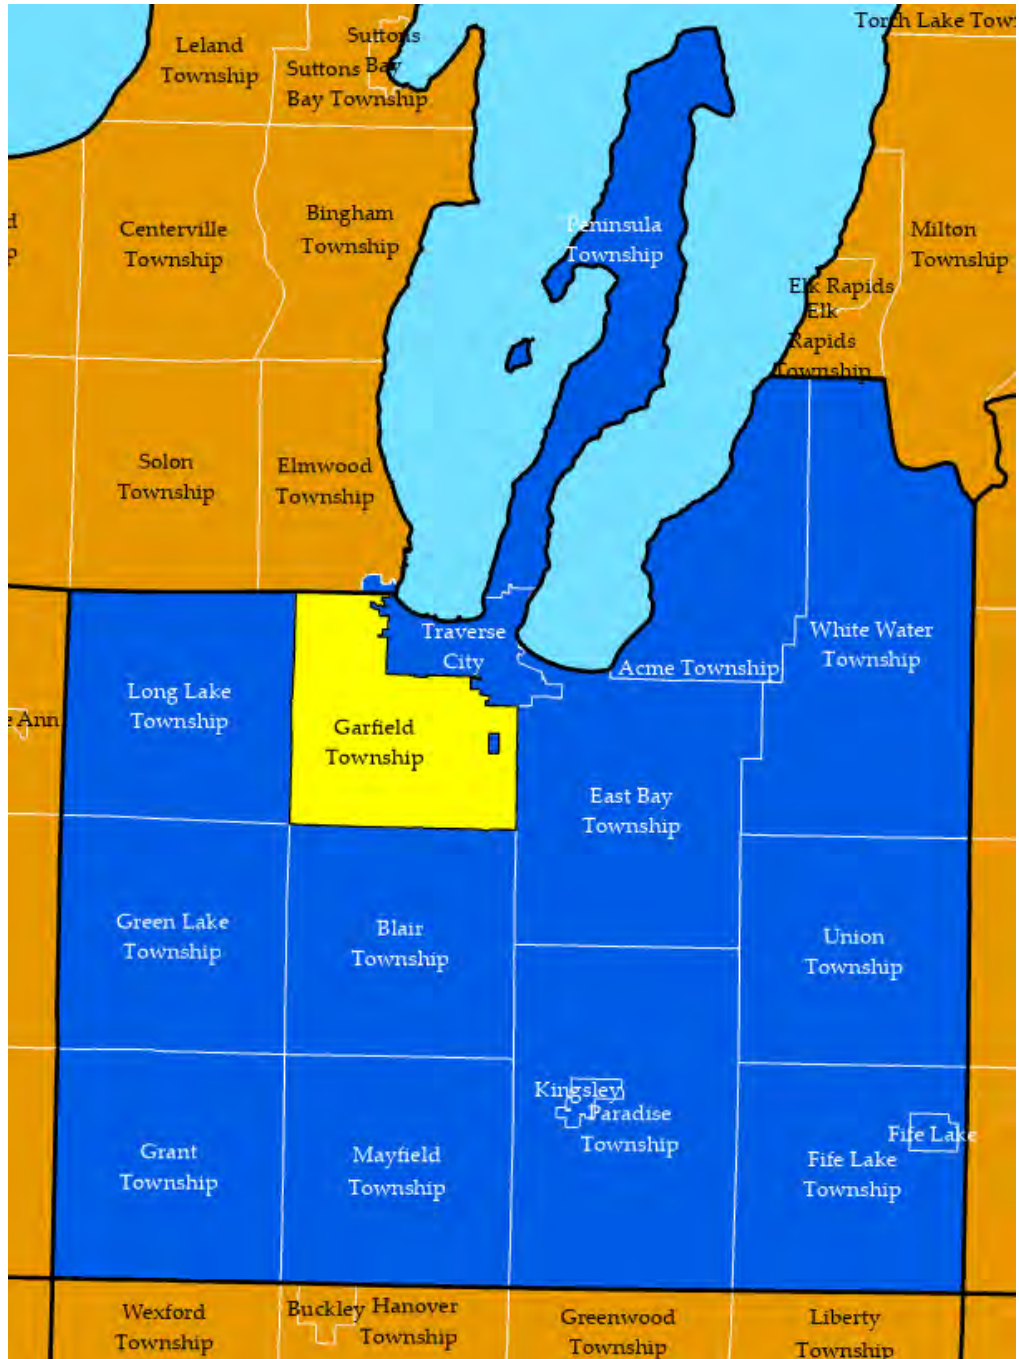 Leland
Township
Suttons
Bay
Suttons
Bay Township
Torch Lake Town
Centerville
Township
Bingham
Township
Peninsula
Township
Milton
Township
Elk Rapids
Elk
Rapids
Township
Solon
Township
Elmwood
Township
Traverse
City
Acme Township
White Water
Township
Long Lake
Township
e Ann
Garfield
Township
East Bay
Township
Green Lake
Township
Blair
Township
Union
Township
Kingsley
Paradise
Township
Fife Lake
Grant
Township
Mayfield
Township
Fife Lake
Township
Wexford
Township
Buckley
Hanover
Township
Greenwood
Township
Liberty
Township